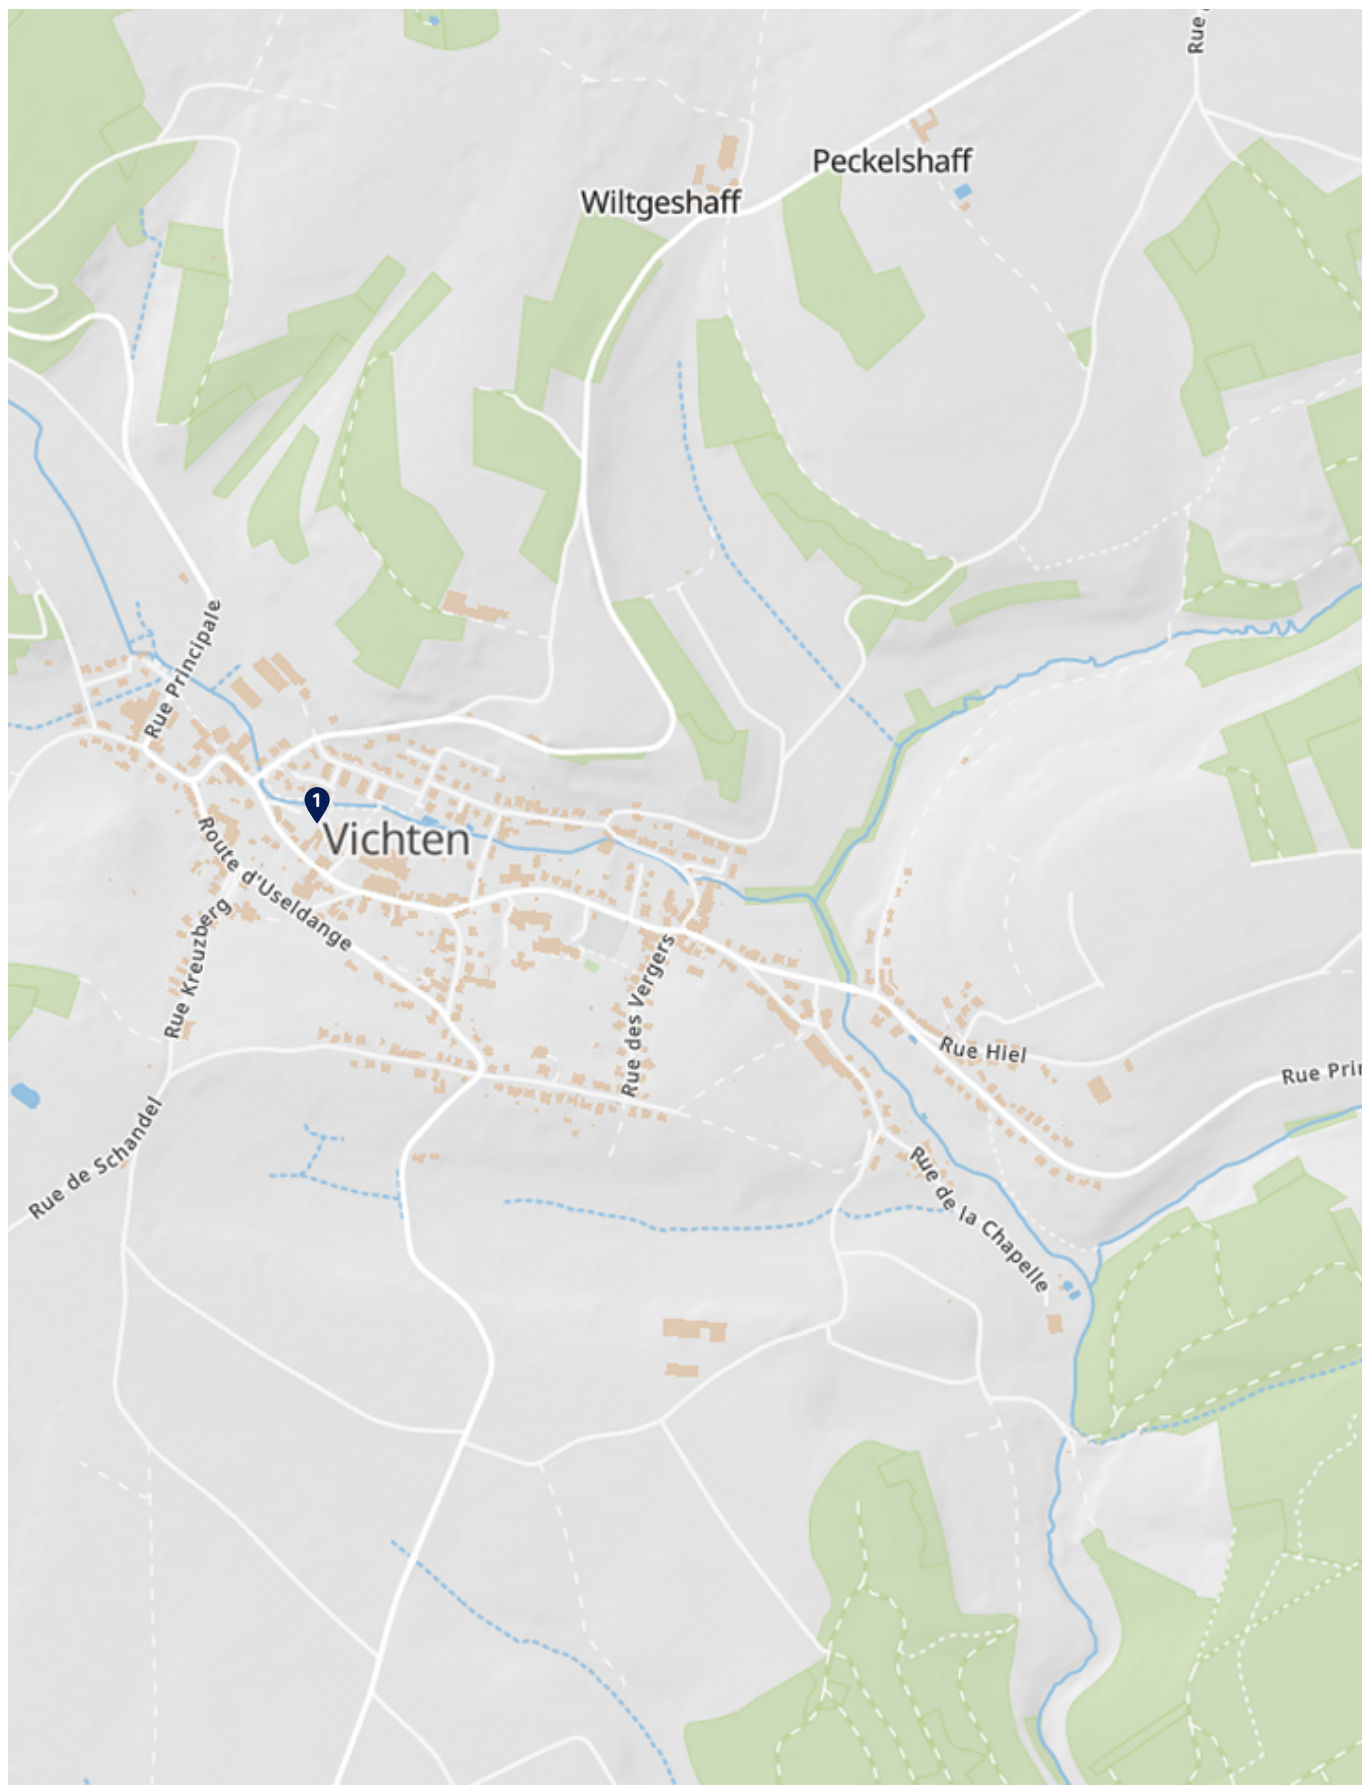 Rue
Peckelshaff
Wiltgeshaff
Rue Principale
1
Vichten
Route d'Useldange
Rue Kreuzberg
Rue des Vergers
Rue Hiel
Rue Prin
Rue de Schandel
Rue de la Chapelle